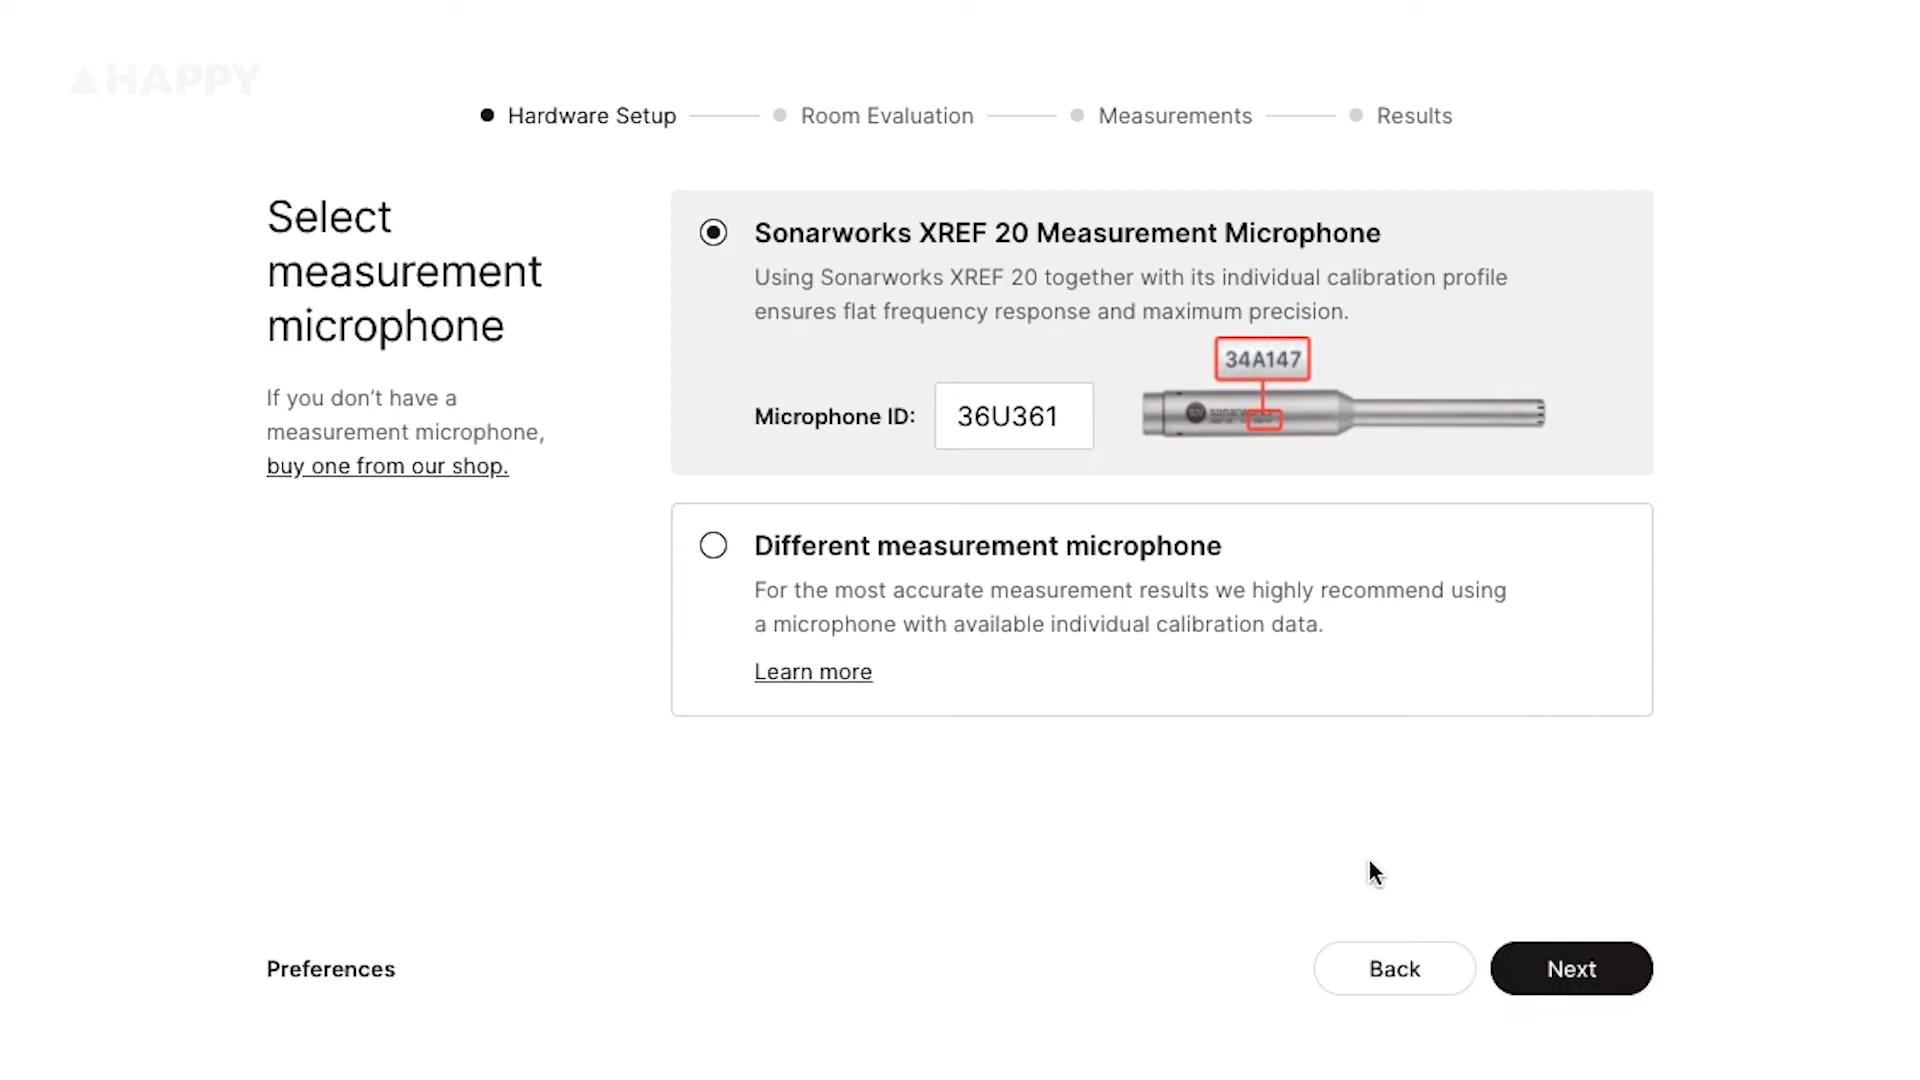 HAPPY
Hardware Setup
Room Evaluation
Measurements
Results
Select
measurement
microphone
If you don’t have a
measurement microphone,
buy one from our shop.
Sonarworks XREF 20 Measurement Microphone
Using Sonarworks XREF 20 together with its individual calibration profile
ensures flat frequency response and maximum precision.
34A147
Microphone ID:
36U361
sonarworks
Different measurement microphone
For the most accurate measurement results we highly recommend using
a microphone with available individual calibration data.
Learn more
Preferences
Back
Next